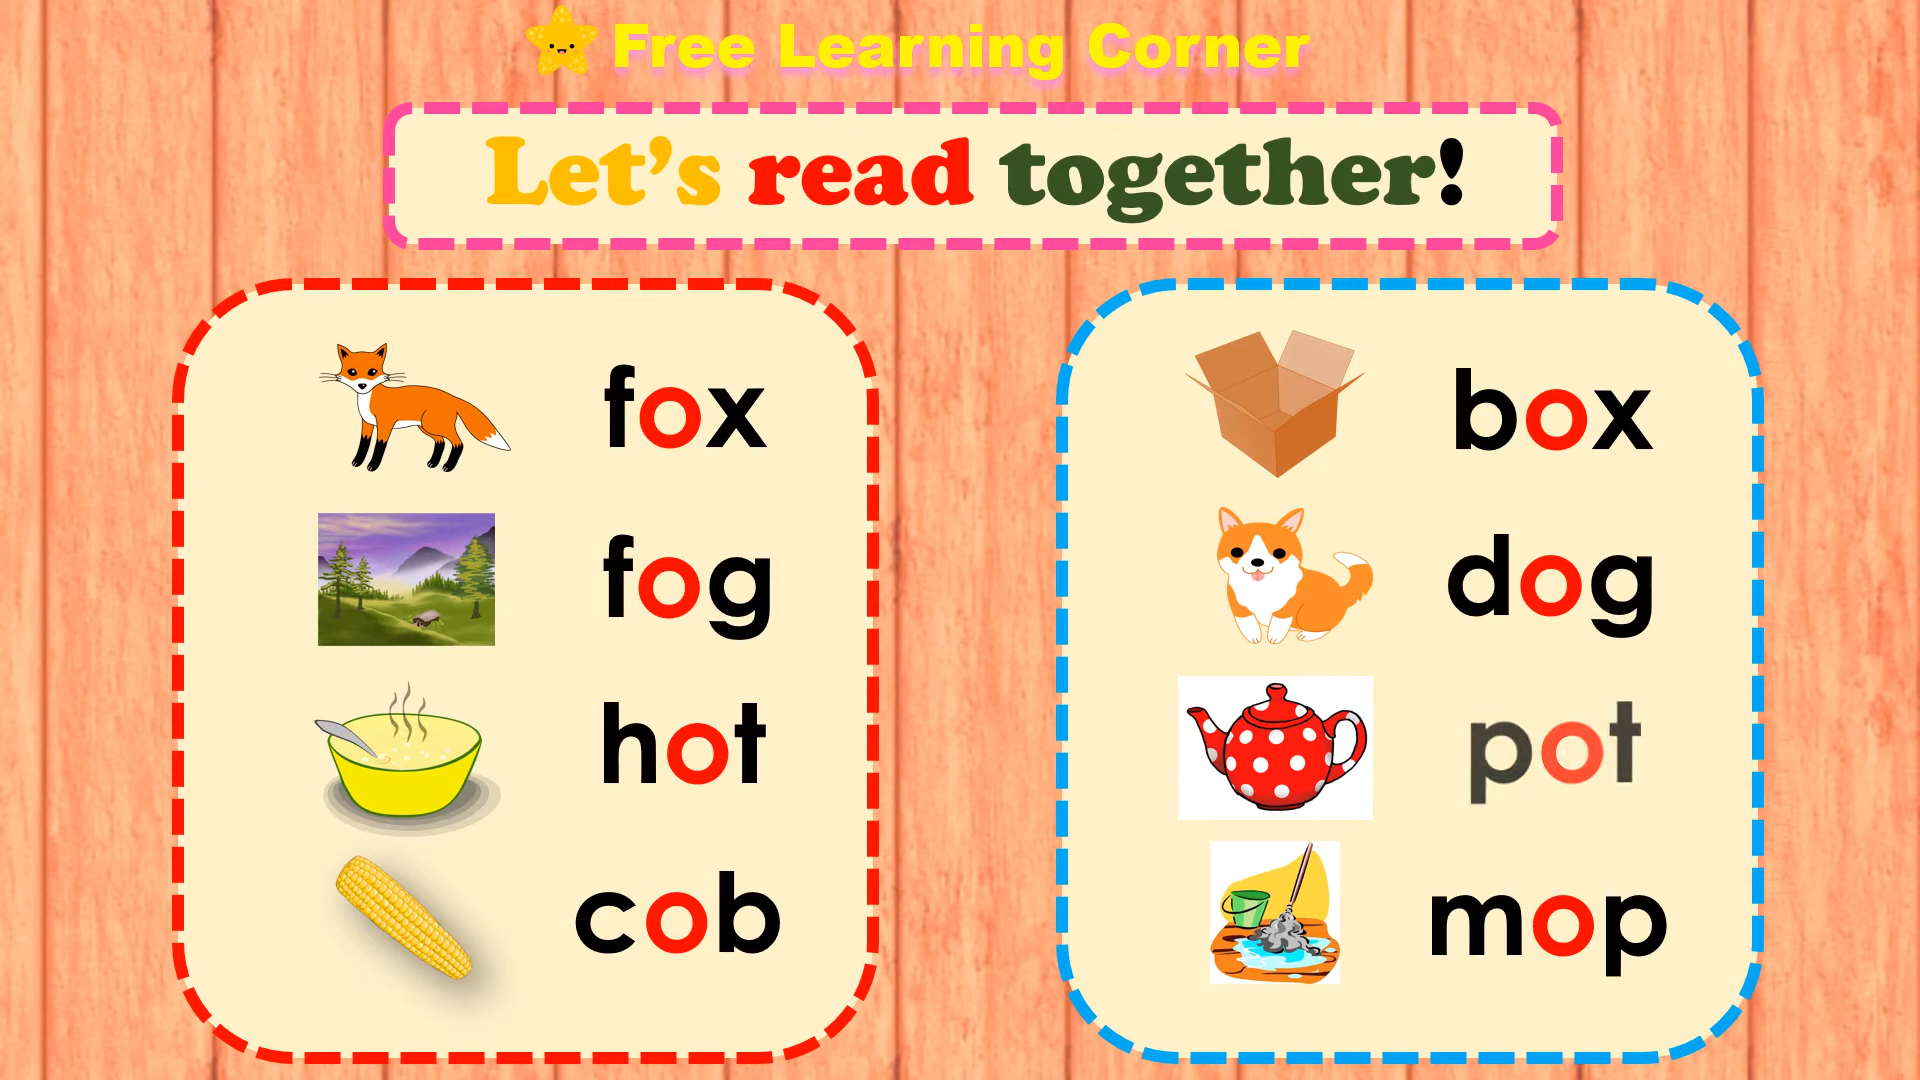 Free Learning Corner
Let's read together!
fox
fog
hot
cob
box
dog
pot
mop